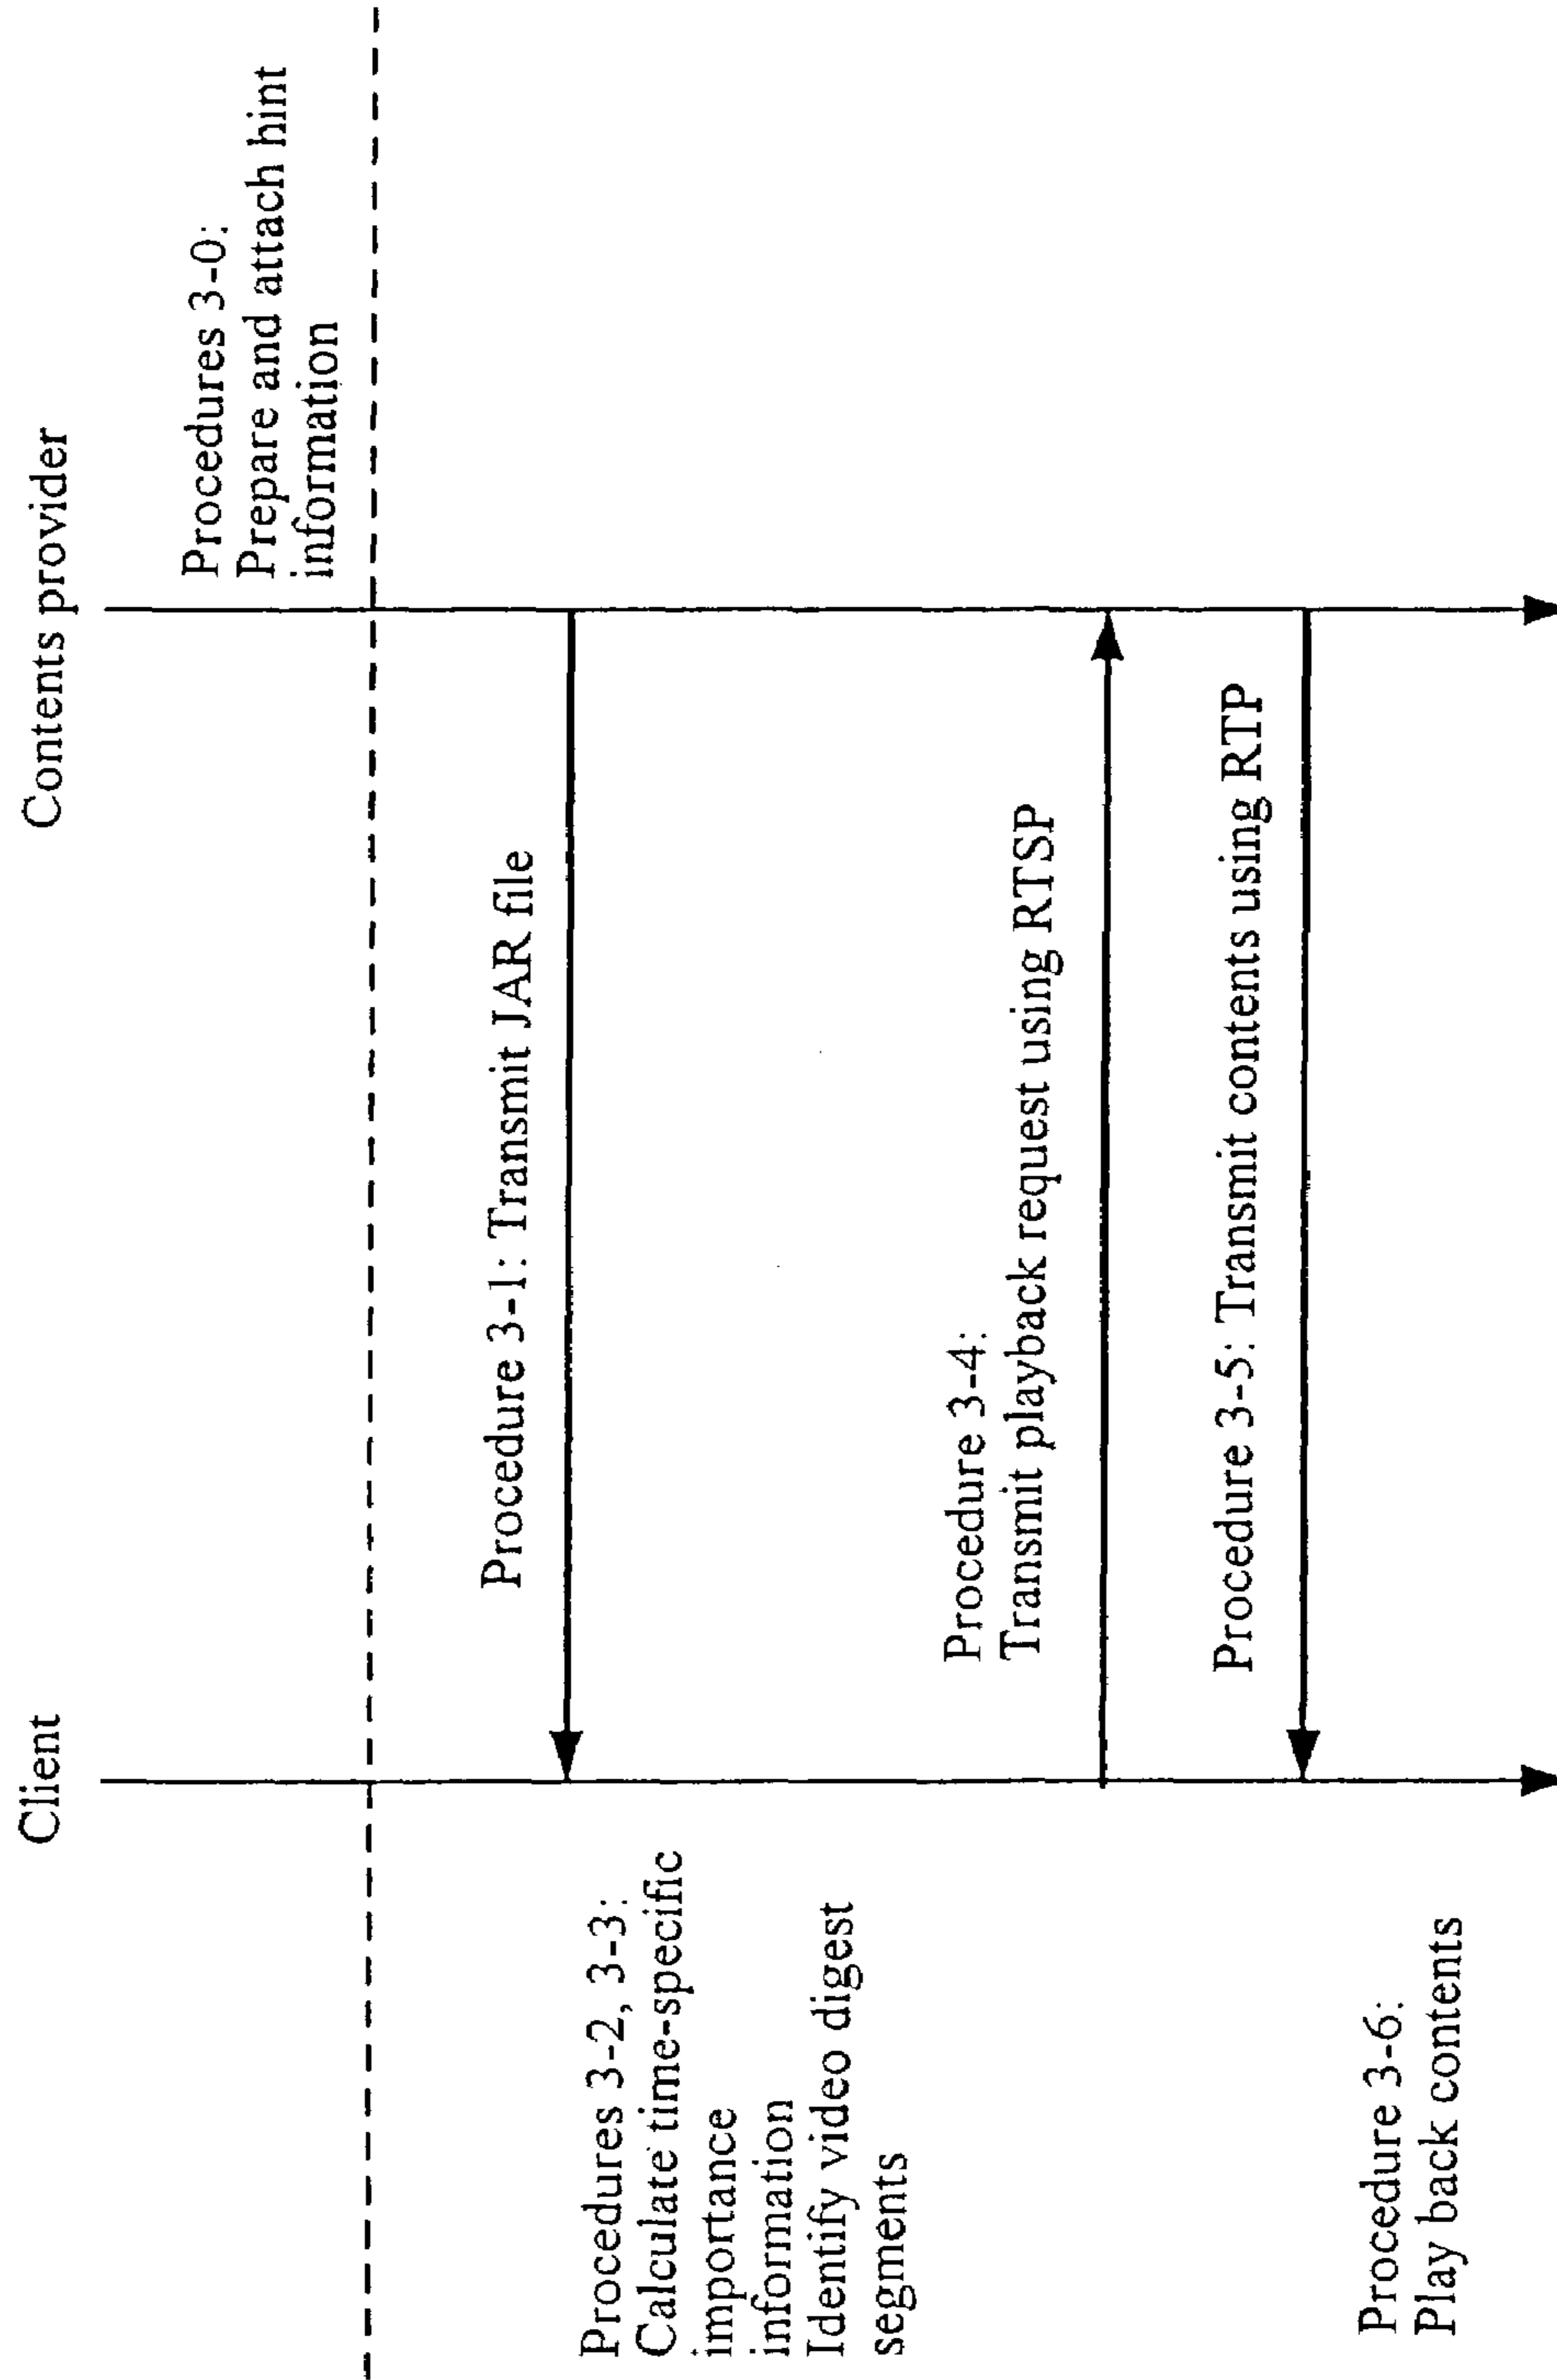 Client
Contents provider
Procedures 3-0:
Prepare and attach hint
information
Procedure 3-1: Transmit JAR file
Procedures 3-2, 3-3:
Calculate time-specific
importance
information
Identify video digest
segments
Procedure 3-4:
Transmit playback request using RTSP
Procedure 3-5: Transmit contents using RTP
Procedure 3-6:
Play back contents